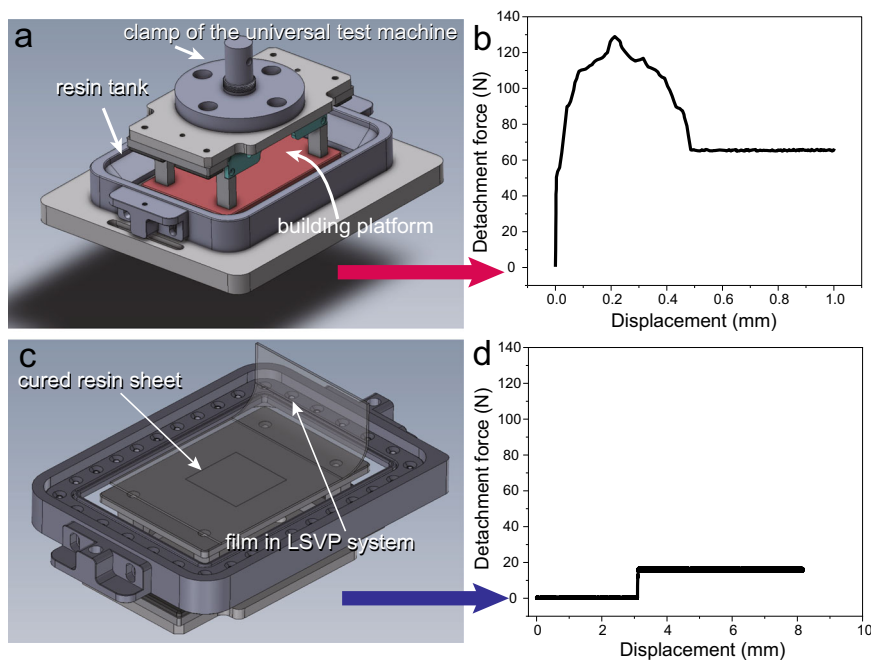 a
clamp of the universal test machine
resin tank
building platform
b
Detachment force (N)
140
120
100
80
60
40
20
0
0.0 0.2 0.4 0.6 0.8 1.0
Displacement (mm)
c
cured resin sheet
film in LSVP system
d
Detachment force (N)
140
120
100
80
60
40
20
0
0 2 4 6 8 10
Displacement (mm)